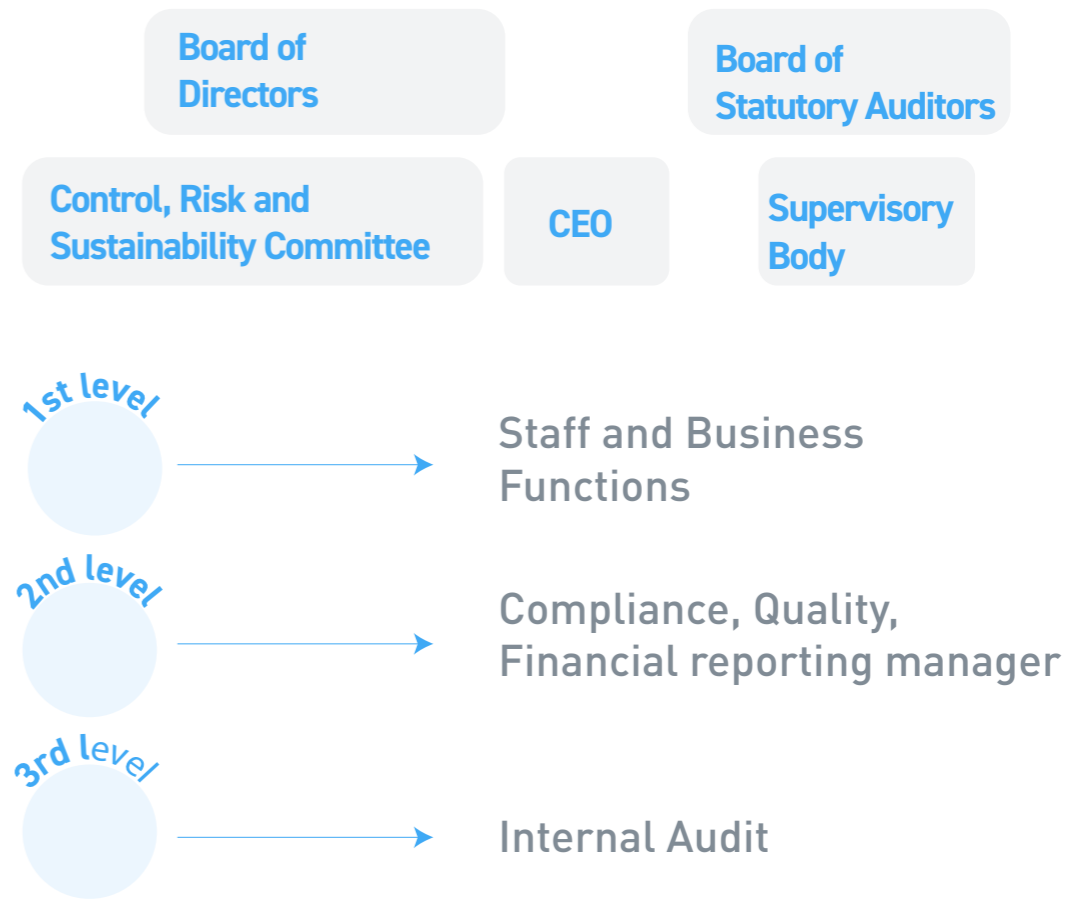 Board of
Directors
Board of
Statutory Auditors
Control, Risk and
Sustainability Committee
CEO
Supervisory
Body
1st level
Staff and Business
Functions
2nd level
Compliance, Quality,
Financial reporting manager
3rd level
Internal Audit